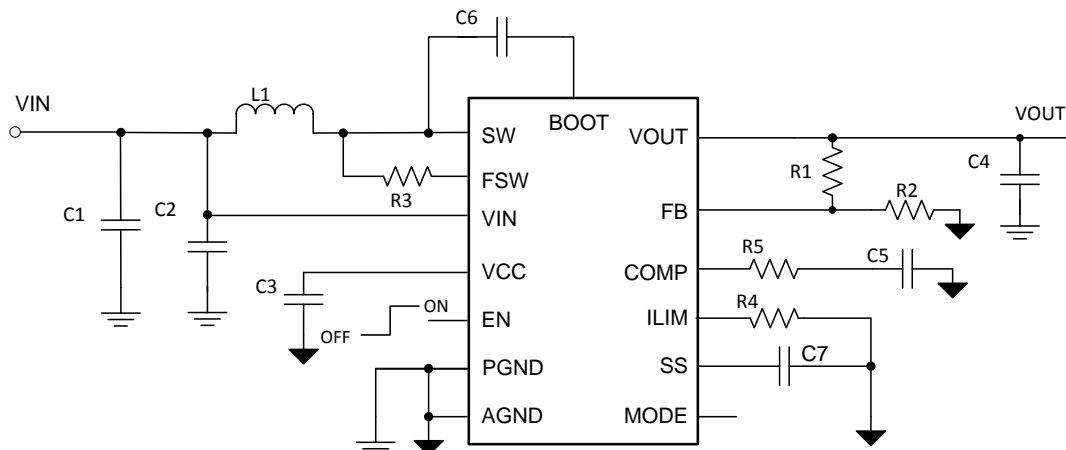 C6
VIN
L1
BOOT
SW
VOUT
VOUT
R1
C4
FSW
R3
R2
C1
C2
VIN
FB
R5
C5
VCC
COMP
C3
ON
R4
EN
ILIM
OFF
PGND
SS
C7
AGND
MODE